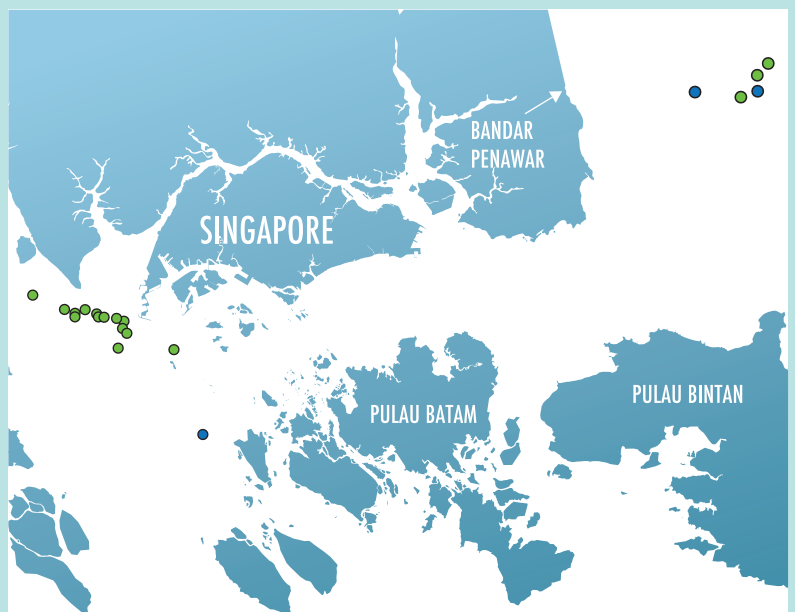 BANDAR
PENAWAR
SINGAPORE
PULAU BINTAN
PULAU BATAM